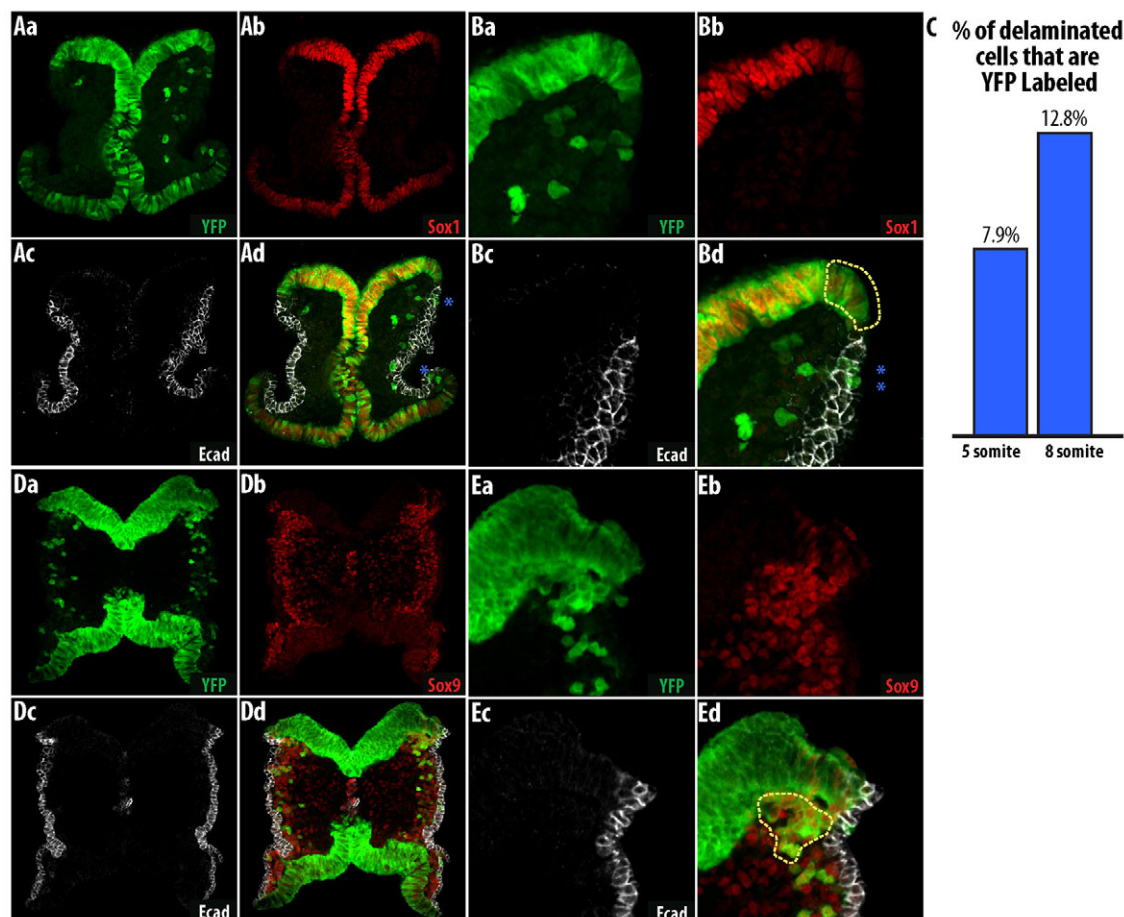 Aa
YFP
Ab
Sox1
Ba
YFP
Bb
Sox1
C
% of delaminated
cells that are
YFP Labeled
12.8%
7.9%
5 somite
8 somite
Ac
Ecad
Ad
*
*
Bc
Ecad
Bd
*
*
Da
YFP
Db
Sox9
Ea
YFP
Eb
Sox9
Dc
Ecad
Dd
Ec
Ecad
Ed